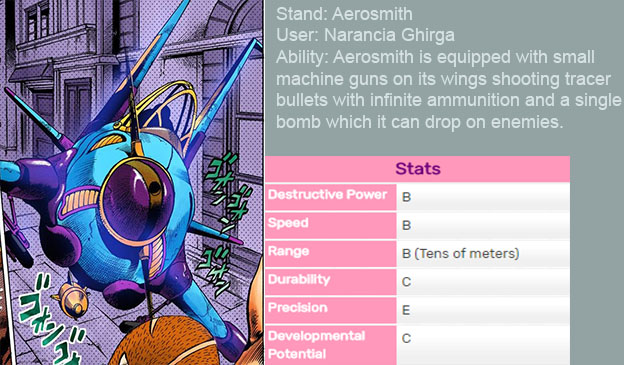 Stand: Aerosmith
User: Narancia Ghirga
Ability: Aerosmith is equipped with small
machine guns on its wings shooting tracer
bullets with infinite ammunition and a single
bomb which it can drop on enemies.
Stats
Destructive Power B
Speed B
Range B (Tens of meters)
Durability C
Precision E
Developmental
Potential C